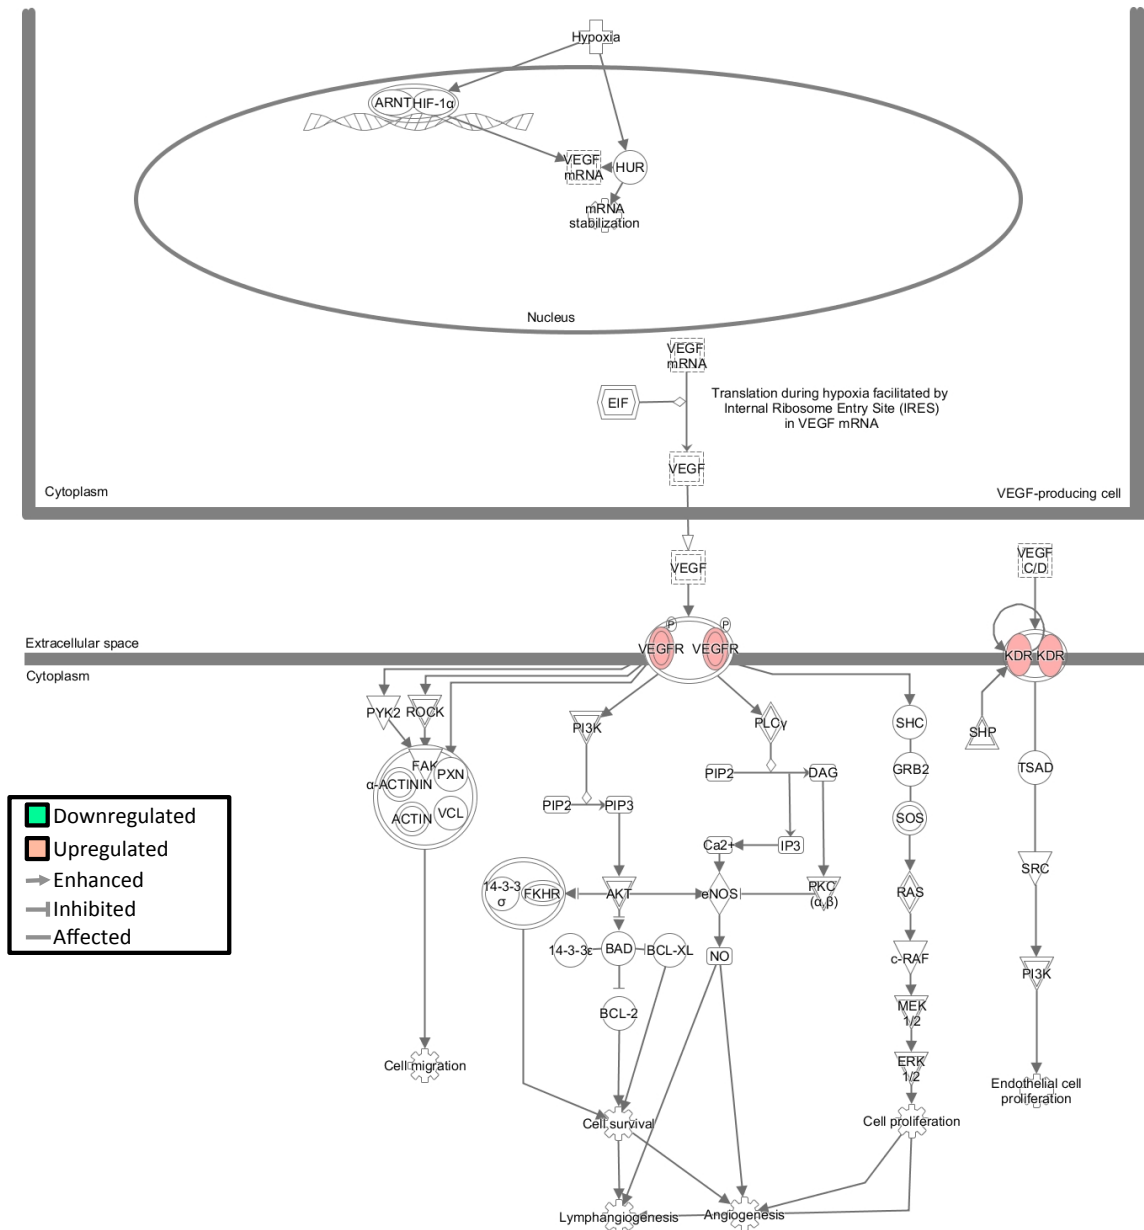 Hypoxia
ARNT HIF-1α
VEGF
mRNA
HUR
mRNA
stabilization
Nucleus
VEGF
mRNA
EIF
Translation during hypoxia facilitated by
Internal Ribosome Entry Site (IRES)
in VEGF mRNA
VEGF
Cytoplasm
VEGF-producing cell
VEGF
VEGF
C/D
P
P
Extracellular space
VEGFR
VEGFR
KDR
KDR
Cytoplasm
PYK2
ROCK
PI3K
PLCγ
SHC
SHP
FAK
PXN
α-ACTININ
ACTIN
VCL
PIP2
DAG
GRB2
TSAD
PIP2
PIP3
SOS
Ca2+
IP3
Downregulated
Upregulated
Enhanced
Inhibited
Affected
14-3-3
σ
FKHR
AKT
eNOS
PKC
(α,β)
RAS
SRC
14-3-3ε
BAD
BCL-XL
NO
c-RAF
PI3K
BCL-2
MEK
1/2
Cell migration
ERK
1/2
Endothelial cell
proliferation
Cell survival
Cell proliferation
Lymphangiogenesis
Angiogenesis